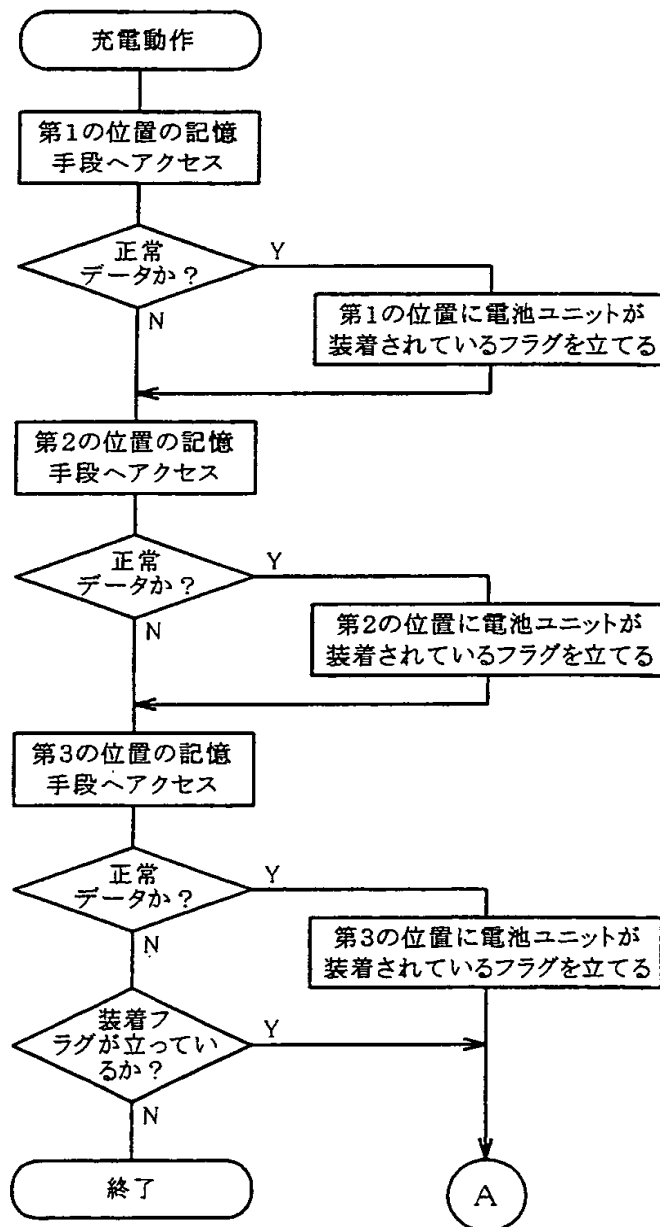 充電動作
第1の位置の記憶
手段へアクセス
正常
データか?
Y
N
第1の位置に電池ユニットが
装着されているフラグを立てる
第2の位置の記憶
手段へアクセス
正常
データか?
Y
N
第2の位置に電池ユニットが
装着されているフラグを立てる
第3の位置の記憶
手段へアクセス
正常
データか?
Y
N
第3の位置に電池ユニットが
装着されているフラグを立てる
装着フ
ラグが立ってい
るか?
Y
N
終了
A